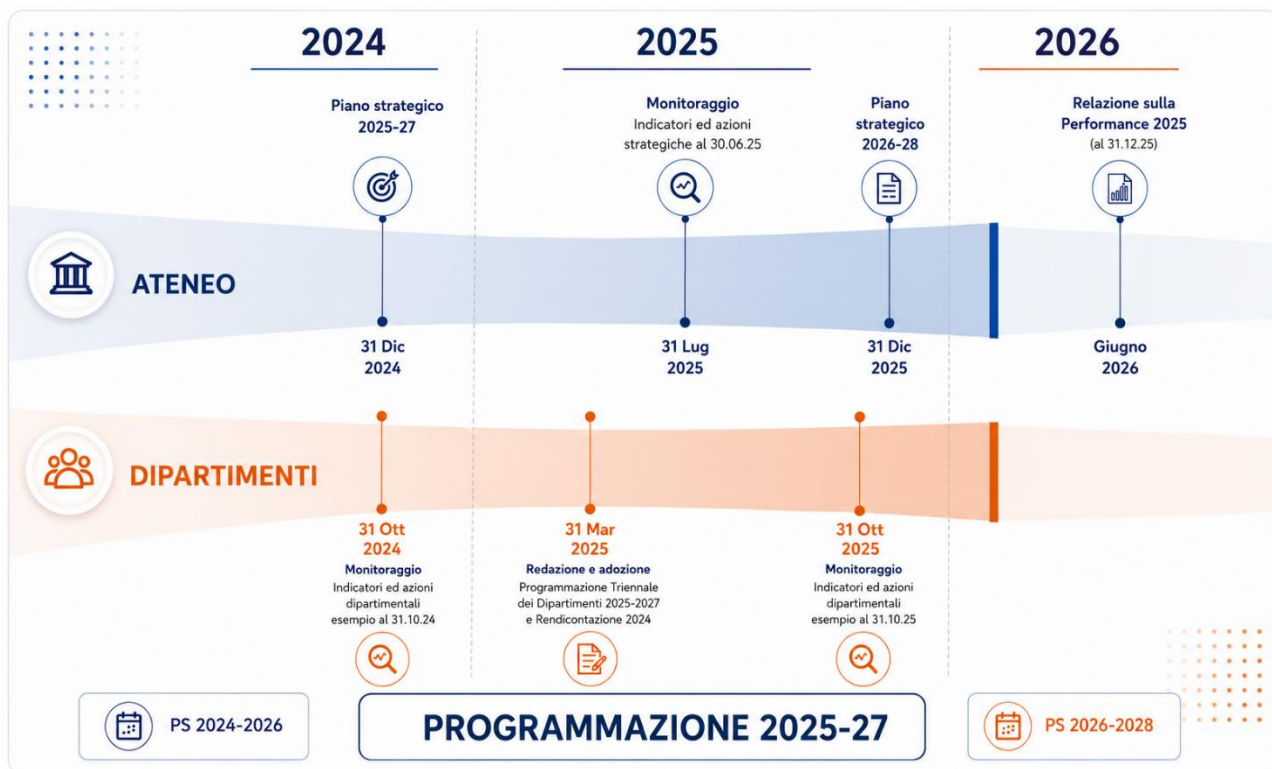 2024
2025
2026
Piano strategico
2025-27
Monitoraggio
Indicatori ed azioni
strategiche al 30.06.25
Piano
strategico
2026-28
Relazione sulla
Performance 2025
(al 31.12.25)
ATENEO
31 Dic
2024
31 Lug
2025
31 Dic
2025
Giugno
2026
DIPARTIMENTI
31 Ott
2024
Monitoraggio
Indicatori ed azioni
dipartimentali
esempio al 31.10.24
31 Mar
2025
Redazione e adozione
Programmazione Triennale
dei Dipartimenti 2025-2027
e Rendicontazione 2024
31 Ott
2025
Monitoraggio
Indicatori ed azioni
dipartimentali
esempio al 31.10.25
PS 2024-2026
PROGRAMMAZIONE 2025-27
PS 2026-2028